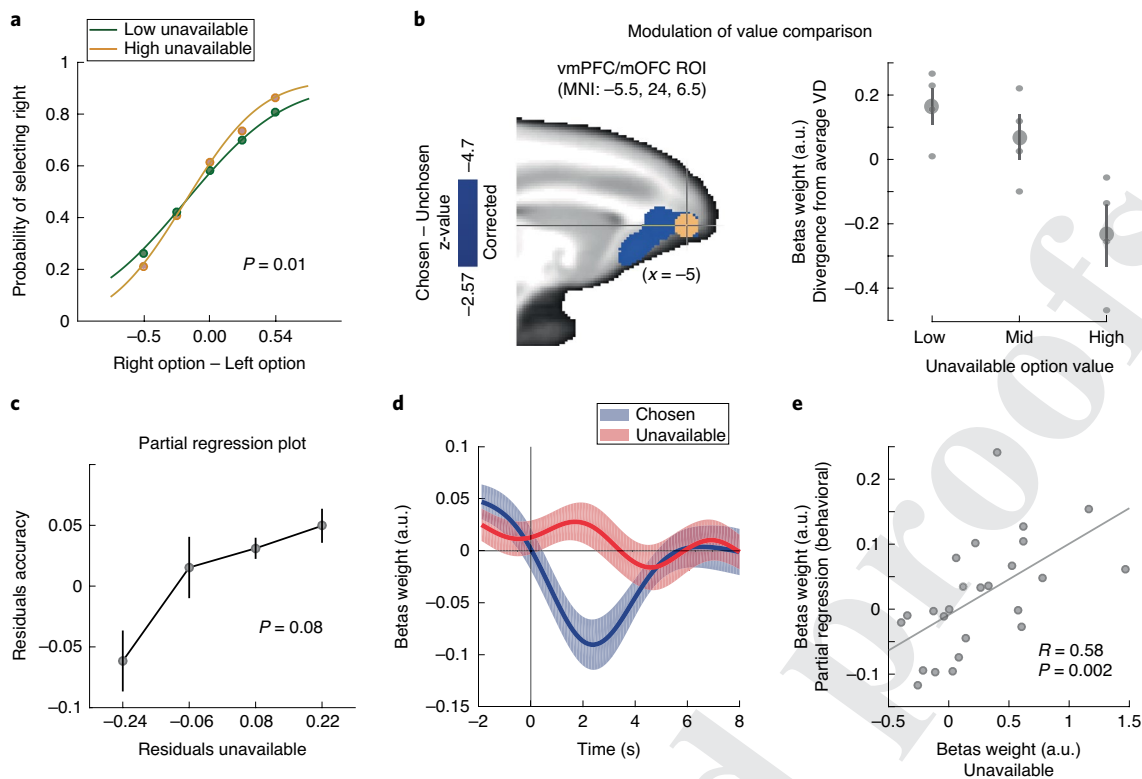 a
Low unavailable
High unavailable
Probability of selecting right
1
0.8
0.6
0.4
0.2
0
P = 0.01
−0.5
0.00
0.54
Right option – Left option
b
Modulation of value comparison
vmPFC/mOFC ROI
(MNI: –5.5, 24, 6.5)
Chosen – Unchosen
z-value
−2.57
−4.7
Corrected
(x = −5)
Betas weight (a.u.)
Divergence from average VD
0.2
0
−0.2
−0.4
Low
Mid
High
Unavailable option value
c
Partial regression plot
Residuals accuracy
0.05
0
−0.05
−0.1
P = 0.08
−0.24
−0.06
0.08
0.22
Residuals unavailable
d
Chosen
Unavailable
Betas weight (a.u.)
0.1
0.05
0
−0.05
−0.1
−0.15
−2
0
2
4
6
8
Time (s)
e
Betas weight (a.u.)
Partial regression (behavioral)
0.2
0.1
0
0.1
R = 0.58
P = 0.002
−0.5
0
0.5
1
1.5
Betas weight (a.u.)
Unavailable
d proofs